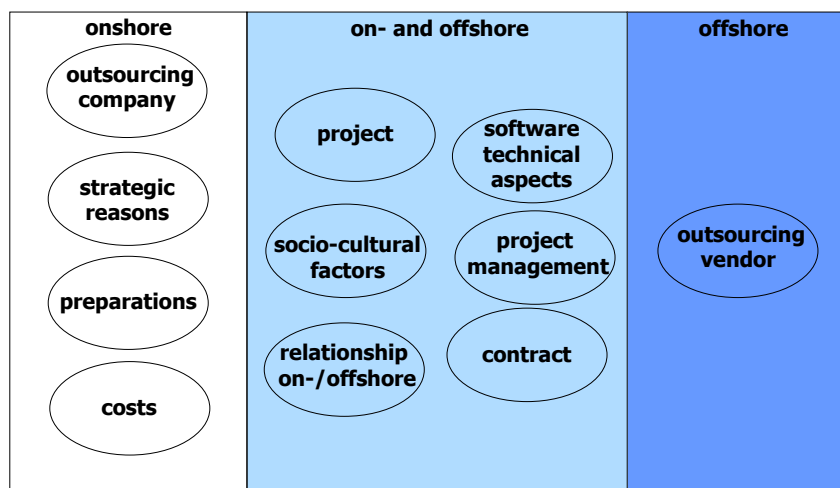 onshore
outsourcing
company
strategic
reasons
preparations
costs
on- and offshore
project
software
technical
aspects
socio-cultural
factors
project
management
relationship
on-/offshore
contract
offshore
outsourcing
vendor